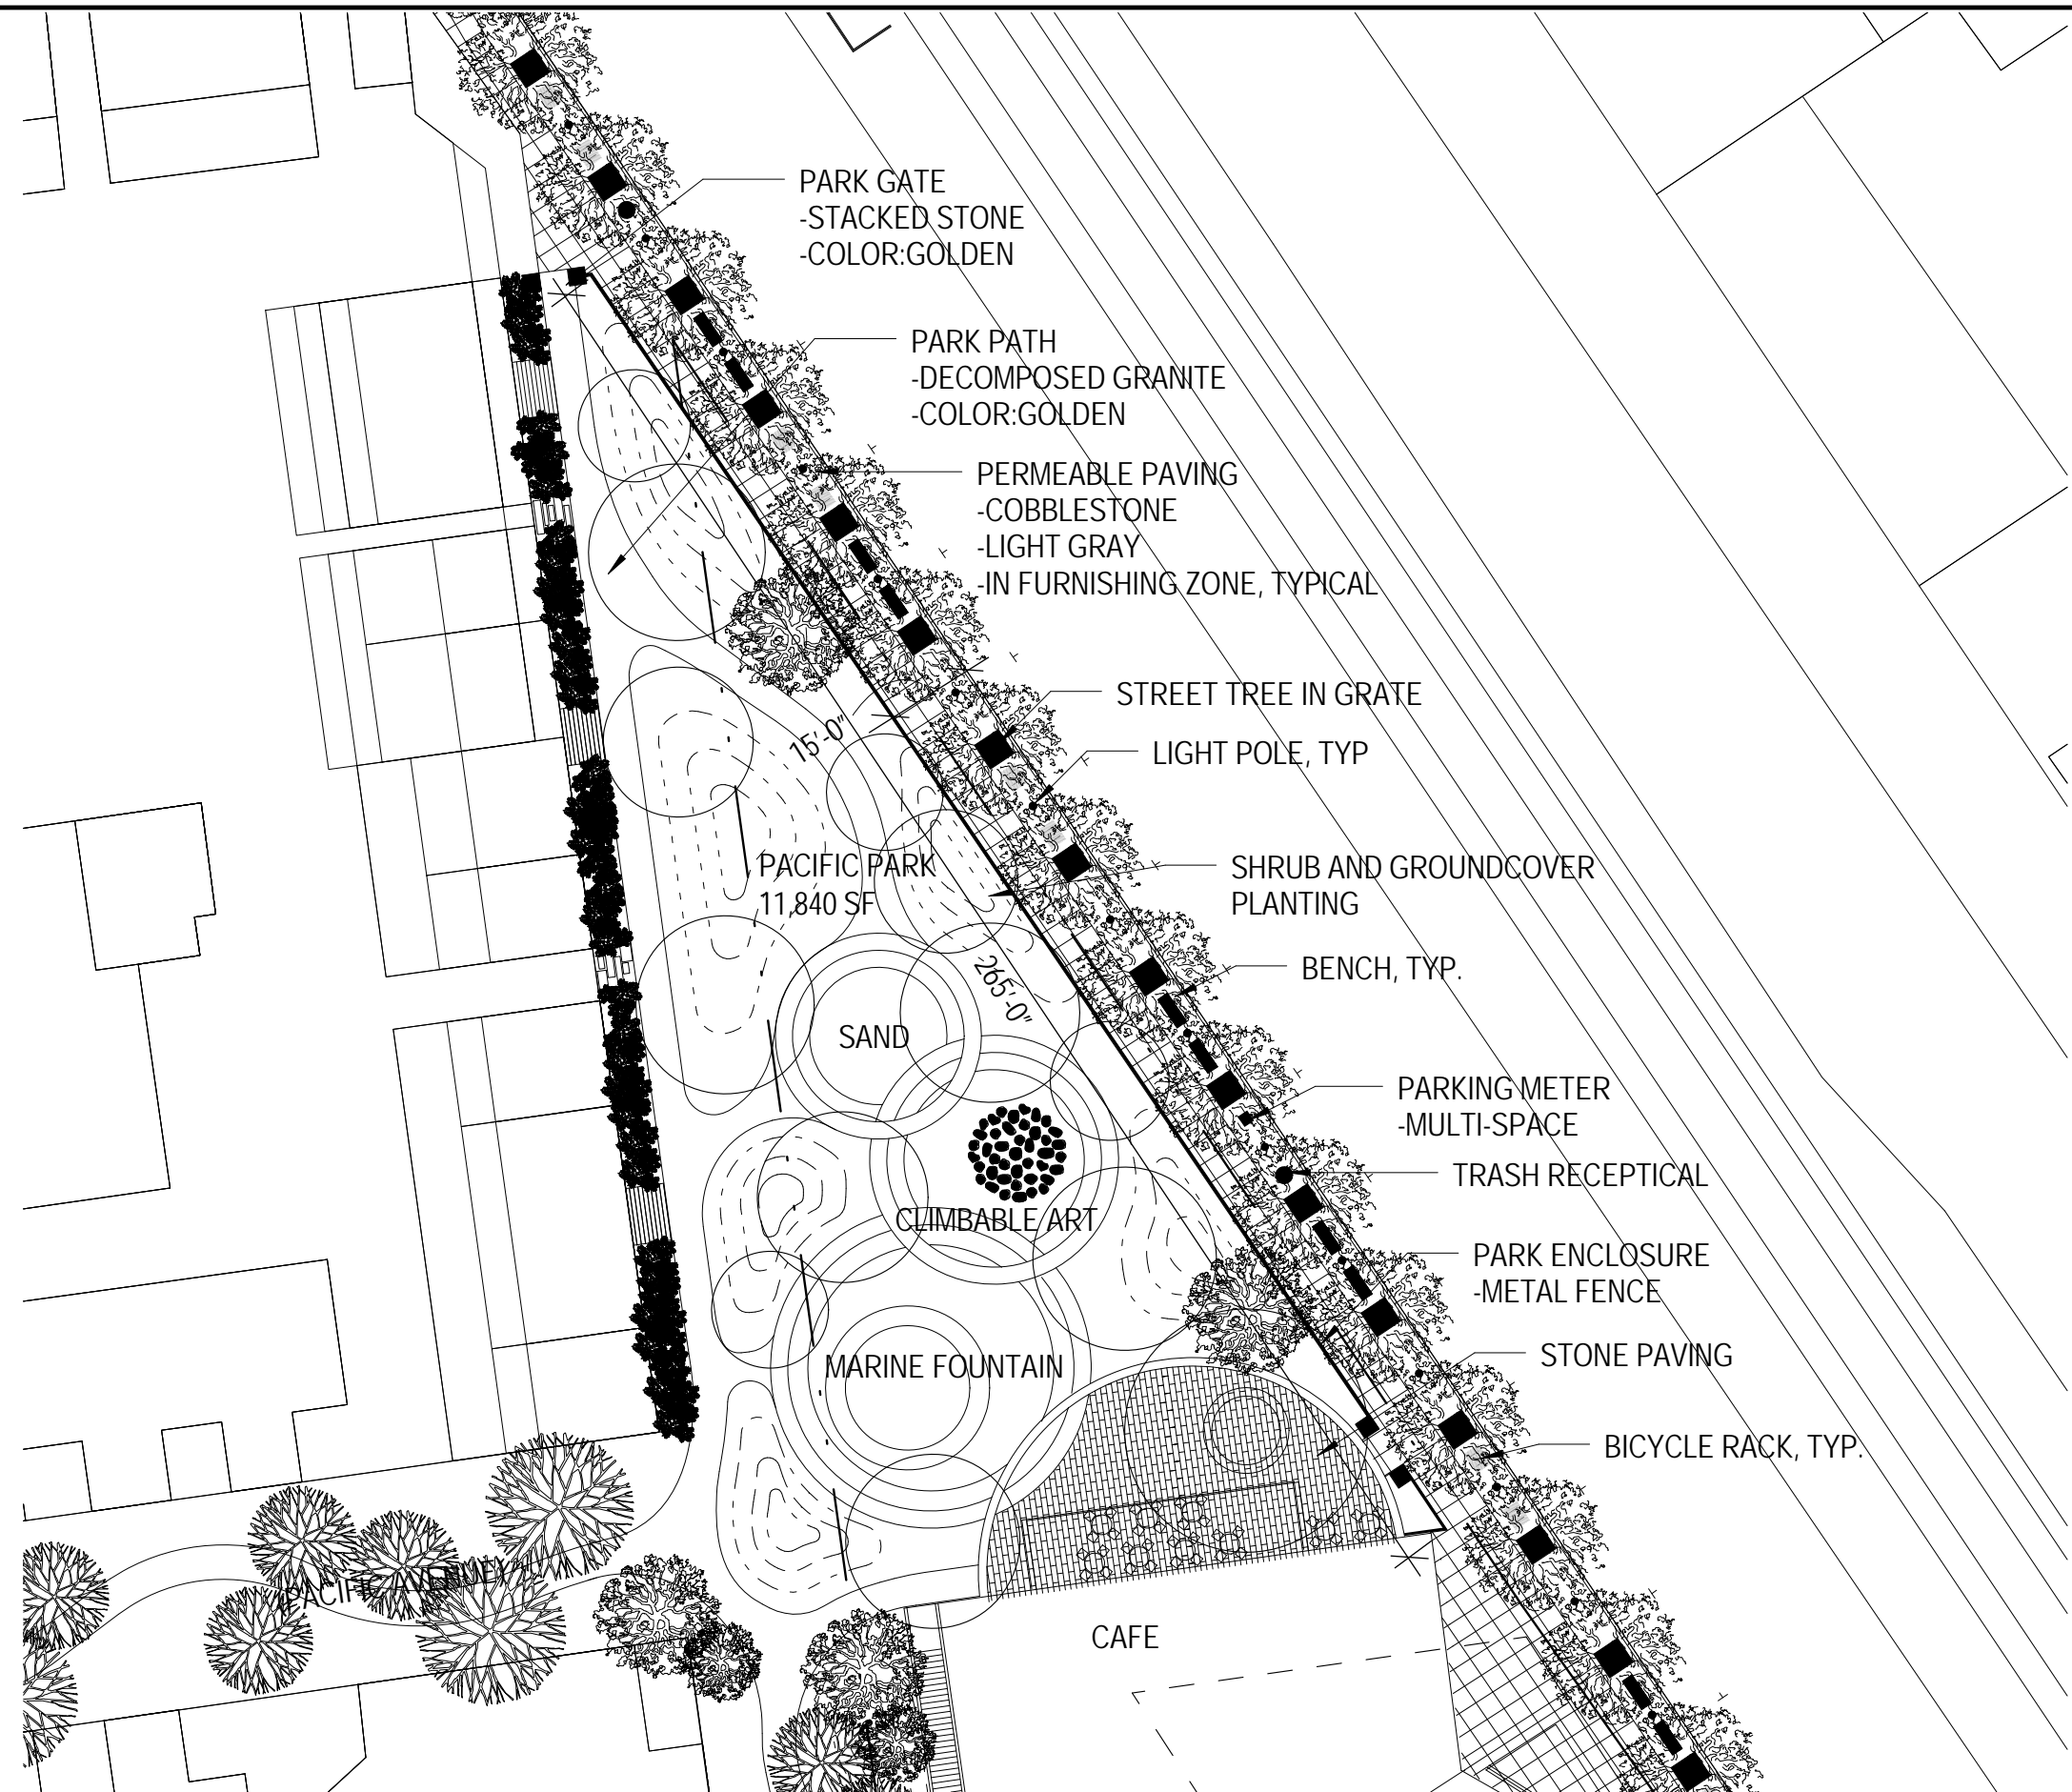 PARK GATE
-STACKED STONE
-COLOR:GOLDEN
PARK PATH
-DECOMPOSED GRANITE
-COLOR:GOLDEN
PERMEABLE PAVING
-COBBLESTONE
-LIGHT GRAY
-IN FURNISHING ZONE, TYPICAL
STREET TREE IN GRATE
15'-0"
LIGHT POLE, TYP
PACIFIC PARK
11,840 SF
SHRUB AND GROUNDCOVER
PLANTING
265'-0"
BENCH, TYP.
SAND
PARKING METER
-MULTI-SPACE
TRASH RECEPTICAL
CLIMBABLE ART
PARK ENCLOSURE
-METAL FENCE
MARINE FOUNTAIN
STONE PAVING
BICYCLE RACK, TYP.
PACIFIC AVENUE
CAFE